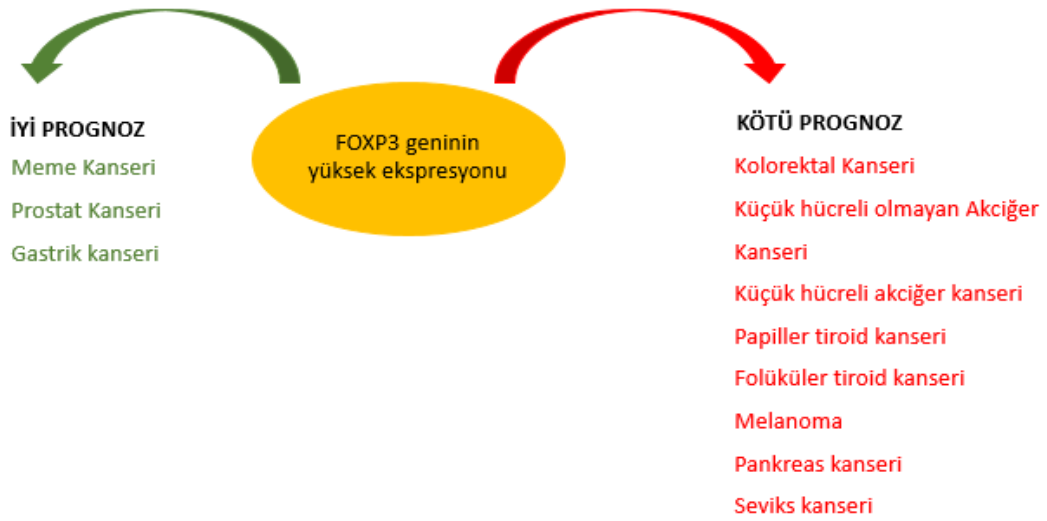 İYİ PROGNOZ
Meme Kanseri
Prostat Kanseri
Gastrik kanseri
FOXP3 geninin
yüksek ekspresyonu
KÖTÜ PROGNOZ
Kolorektal Kanseri
Küçük hücreli olmayan Akciğer
Kanseri
Küçük hücreli akciğer kanseri
Papiller tiroid kanseri
Folüküler tiroid kanseri
Melanoma
Pankreas kanseri
Seviks kanseri